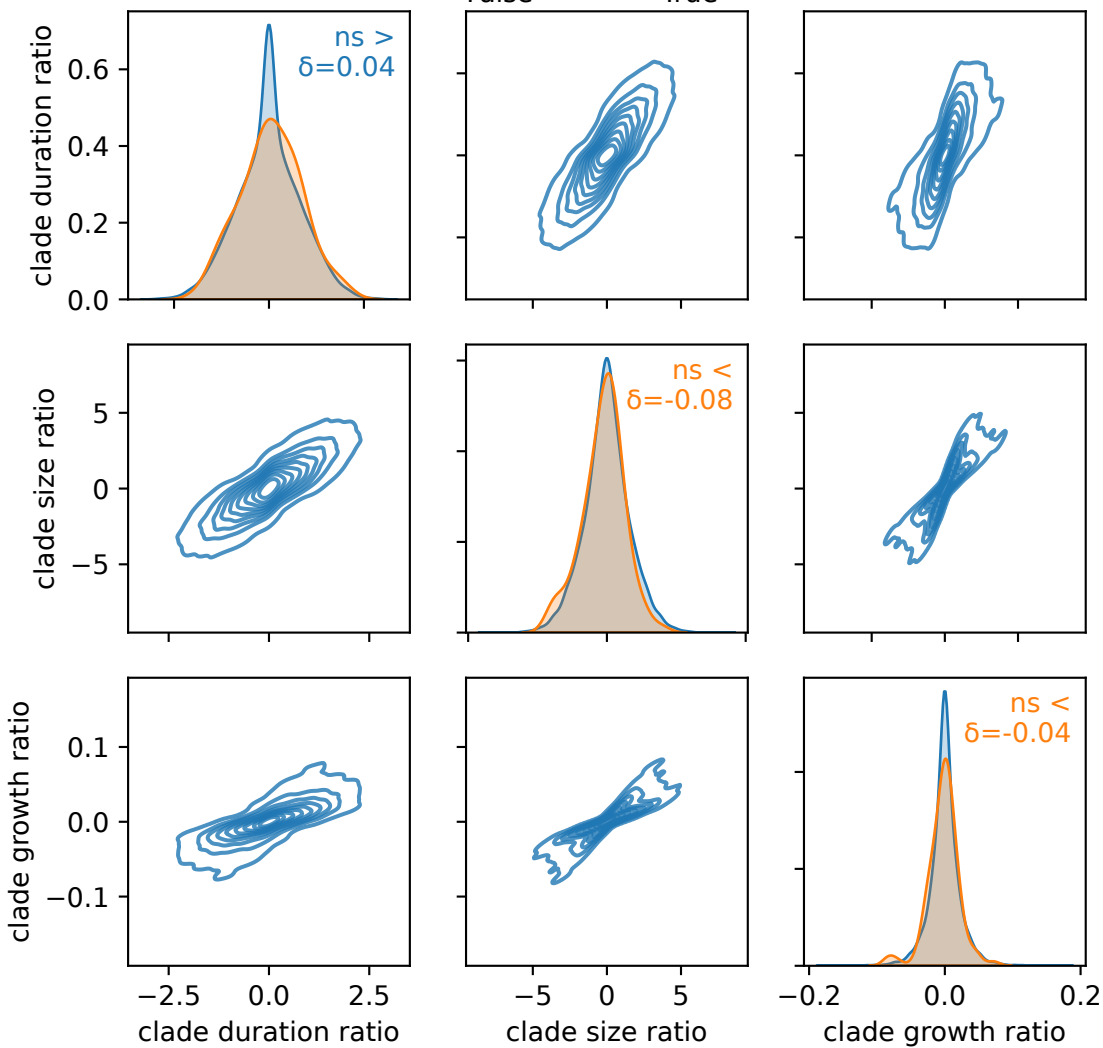 clade duration ratio
0.6
0.4
0.2
0.0
ns >
δ=0.04
clade size ratio
5
0
−5
ns <
δ=-0.08
clade growth ratio
0.1
0.0
−0.1
ns <
δ=-0.04
−2.5 0.0 2.5
−5 0 5
−0.2 0.0 0.2
clade duration ratio
clade size ratio
clade growth ratio